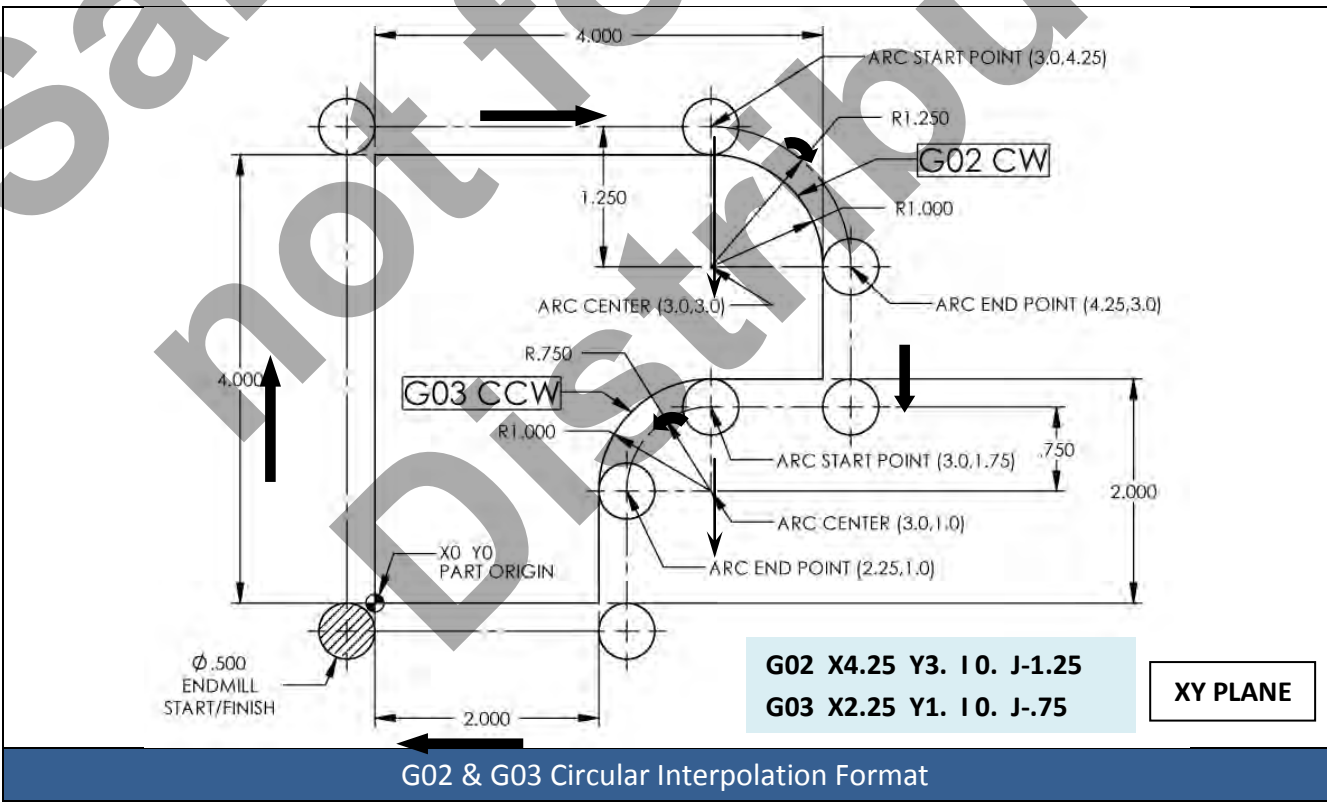 4.000
ARC START POINT (3.0,4.25)
R1.250
G02 CW
1.250
R1.000
ARC CENTER (3.0,3.0)
ARC END POINT (4.25,3.0)
R.750
4.000
G03 CCW
R1.000
ARC START POINT (3.0,1.75)
.750
2.000
ARC CENTER (3.0,1.0)
X0 Y0
PART ORIGIN
ARC END POINT (2.25,1.0)
Ø.500
ENDMILL
START/FINISH
2.000
G02 X4.25 Y3. I 0. J-1.25
G03 X2.25 Y1. I 0. J-.75
XY PLANE
G02 & G03 Circular Interpolation Format
Sa
not fo
Distribu